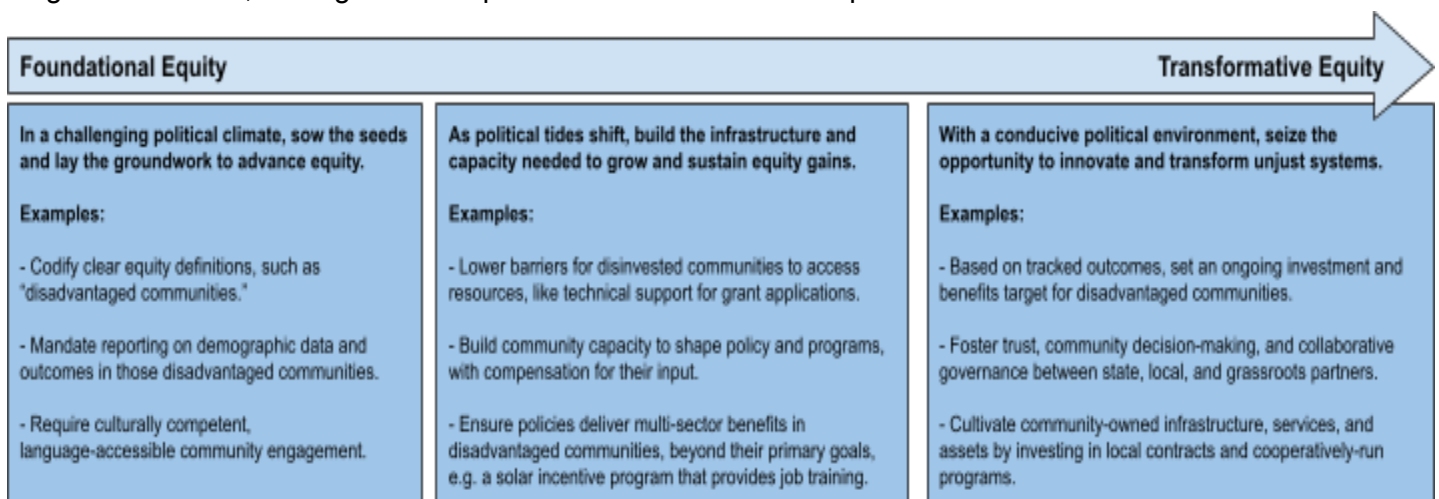 Foundational Equity
Transformative Equity
In a challenging political climate, sow the seeds
and lay the groundwork to advance equity.
Examples:
- Codify clear equity definitions, such as
"disadvantaged communities."
- Mandate reporting on demographic data and
outcomes in those disadvantaged communities.
- Require culturally competent,
language-accessible community engagement.
As political tides shift, build the infrastructure and
capacity needed to grow and sustain equity gains.
Examples:
- Lower barriers for disinvested communities to access
resources, like technical support for grant applications.
- Build community capacity to shape policy and programs,
with compensation for their input.
- Ensure policies deliver multi-sector benefits in
disadvantaged communities, beyond their primary goals,
e.g. a solar incentive program that provides job training.
With a conducive political environment, seize the
opportunity to innovate and transform unjust systems.
Examples:
- Based on tracked outcomes, set an ongoing investment and
benefits target for disadvantaged communities.
- Foster trust, community decision-making, and collaborative
governance between state, local, and grassroots partners.
- Cultivate community-owned infrastructure, services, and
assets by investing in local contracts and cooperatively-run
programs.